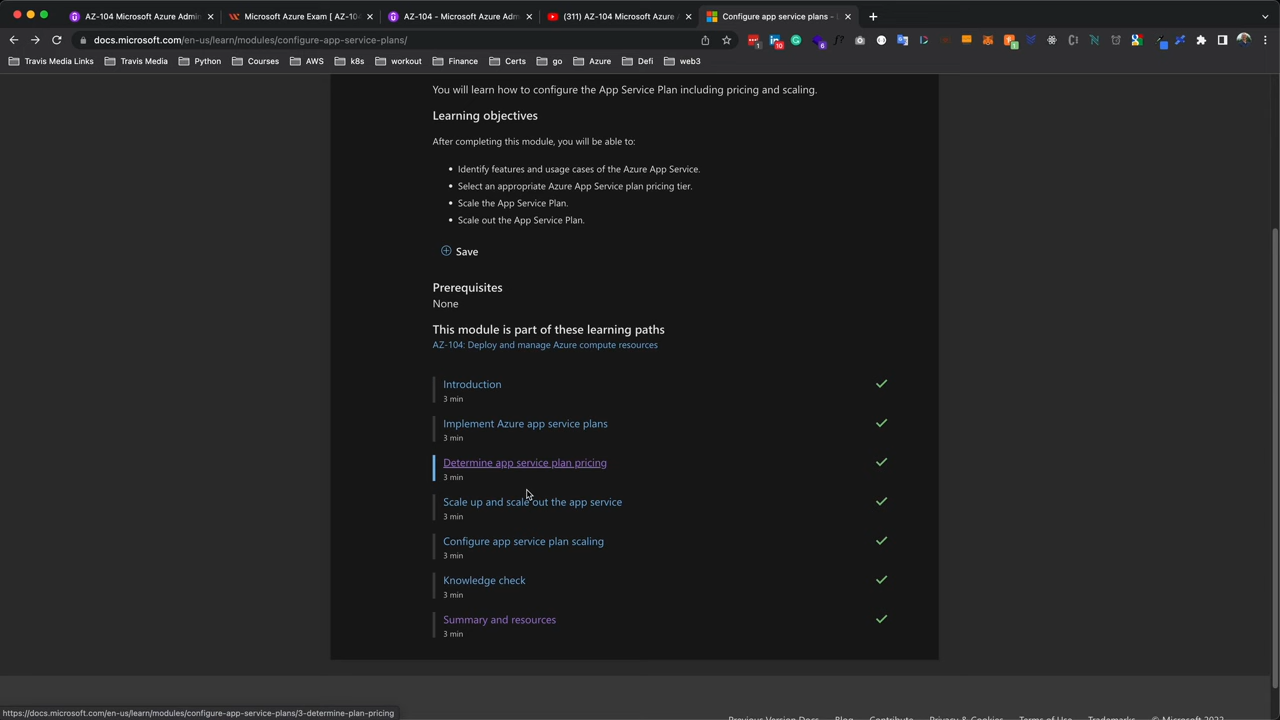 AZ-104 Microsoft Azure Admin
Microsoft Azure Exam [ AZ-104
AZ-104 - Microsoft Azure Adm
(311) AZ-104 Microsoft Azure A
Configure app service plans - L
docs.microsoft.com/en-us/learn/modules/configure-app-service-plans/
Travis Media Links
Travis Media
Python
Courses
AWS
k8s
workout
Finance
Certs
go
Azure
Defi
web3
You will learn how to configure the App Service Plan including pricing and scaling.
Learning objectives
After completing this module, you will be able to:
Identify features and usage cases of the Azure App Service.
Select an appropriate Azure App Service plan pricing tier.
Scale the App Service Plan.
Scale out the App Service Plan.
Save
Prerequisites
None
This module is part of these learning paths
AZ-104: Deploy and manage Azure compute resources
Introduction
3 min
Implement Azure app service plans
3 min
Determine app service plan pricing
3 min
Scale up and scale out the app service
3 min
Configure app service plan scaling
3 min
Knowledge check
3 min
Summary and resources
3 min
https://docs.microsoft.com/en-us/learn/modules/configure-app-service-plans/3-determine-plan-pricing
Previous Version Docs
Blog
Contribute
Privacy & Cookies
Terms of Use
Trademarks
© Microsoft 2022